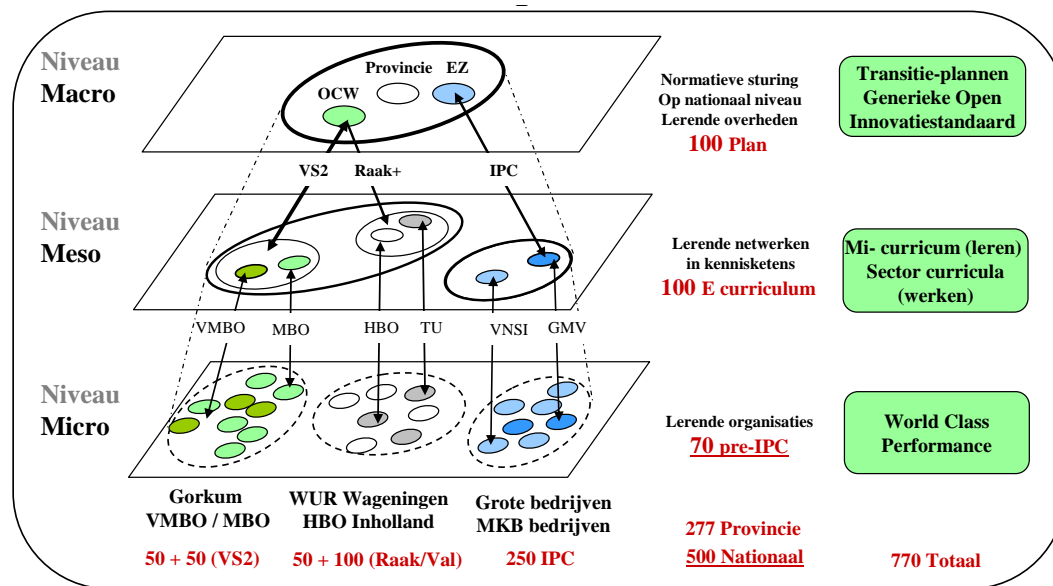 Niveau
Macro
Provincie EZ
OCW
Normatieve sturing
Op nationaal niveau
Lerende overheden
100 Plan
Transitie-plannen
Generieke Open
Innovatiestandaard
VS2 Raak+ IPC
Niveau
Meso
Lerende netwerken
in kennisketens
100 E curriculum
Mi- curricum (leren)
Sector curricula
(werken)
VMBO MBO HBO TU VNSI GMV
Niveau
Micro
Lerende organisaties
70 pre-IPC
World Class
Performance
Gorkum
VMBO / MBO
WUR Wageningen
HBO Inholland
Grote bedrijven
MKB bedrijven
277 Provincie
50 + 50 (VS2) 50 + 100 (Raak/Val) 250 IPC 500 Nationaal 770 Totaal